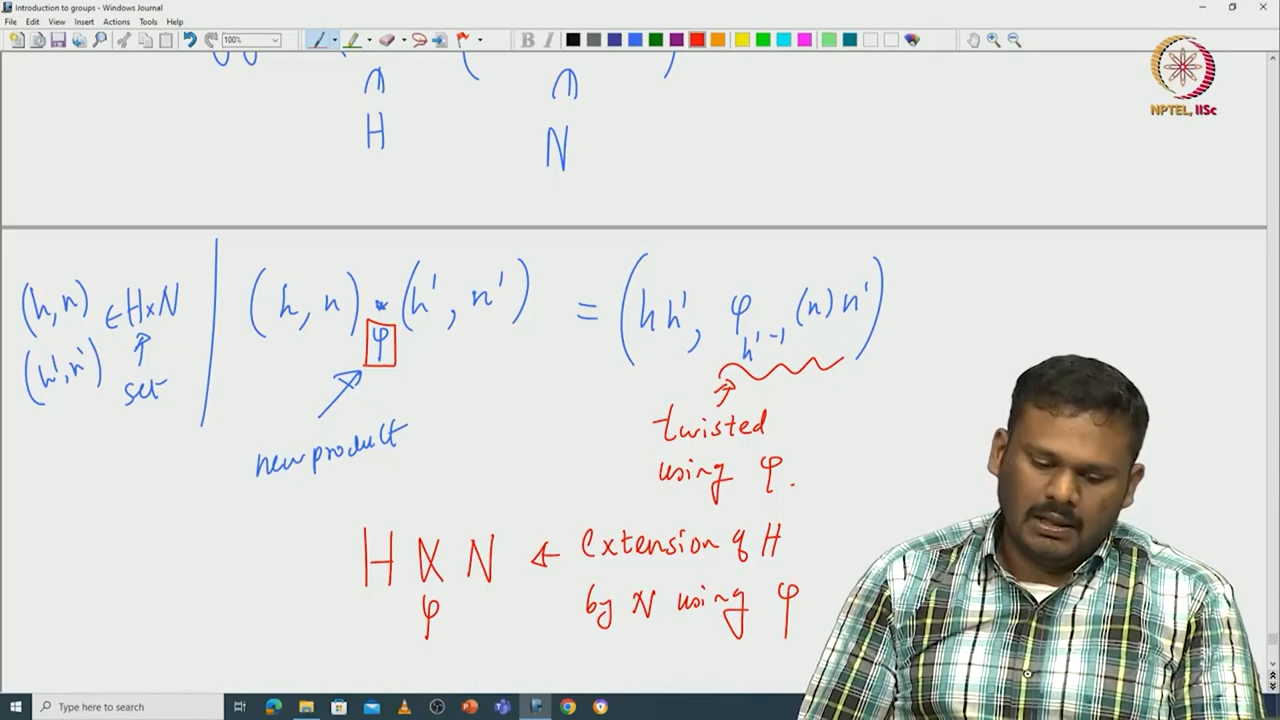 Introduction to groups - Windows Journal
File Edit View Insert Actions Tools Help
100%
B I
NPTEL, IISc
H
N
(h, n)
(h', n')
∈ H×N
set
(h, n) *φ (h', n') = (hh', φ_{h'^{-1}}(n) n')
new product
twisted
using φ.
H ⋉φ N ← extension of H
by N using φ
Type here to search